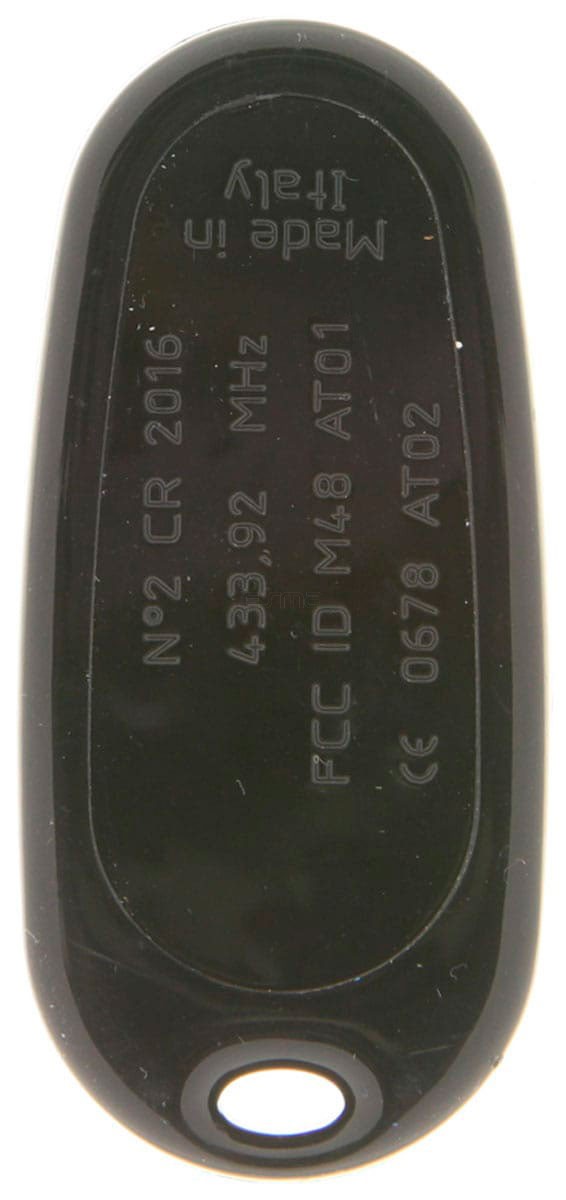 Made in
Italy
N°2 CR 2016
433.92 MHz
FCC ID M48 AT01
CE 0678 AT02